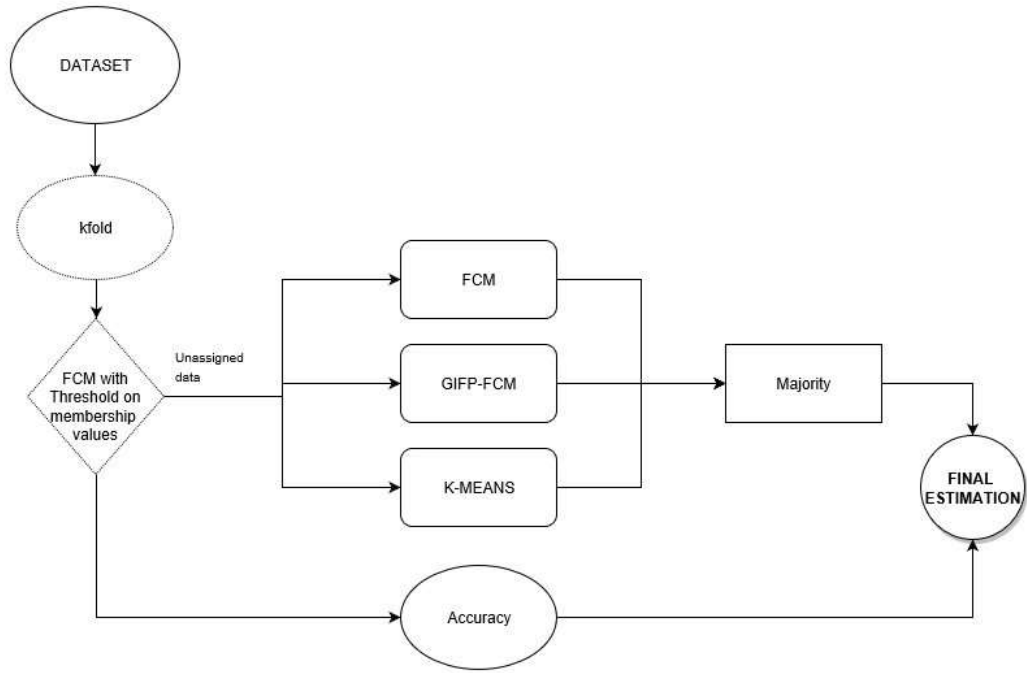 DATASET
kfold
FCM
Unassigned
data
FCM with
Threshold on
membership
values
GIFP-FCM
Majority
K-MEANS
FINAL
ESTIMATION
Accuracy